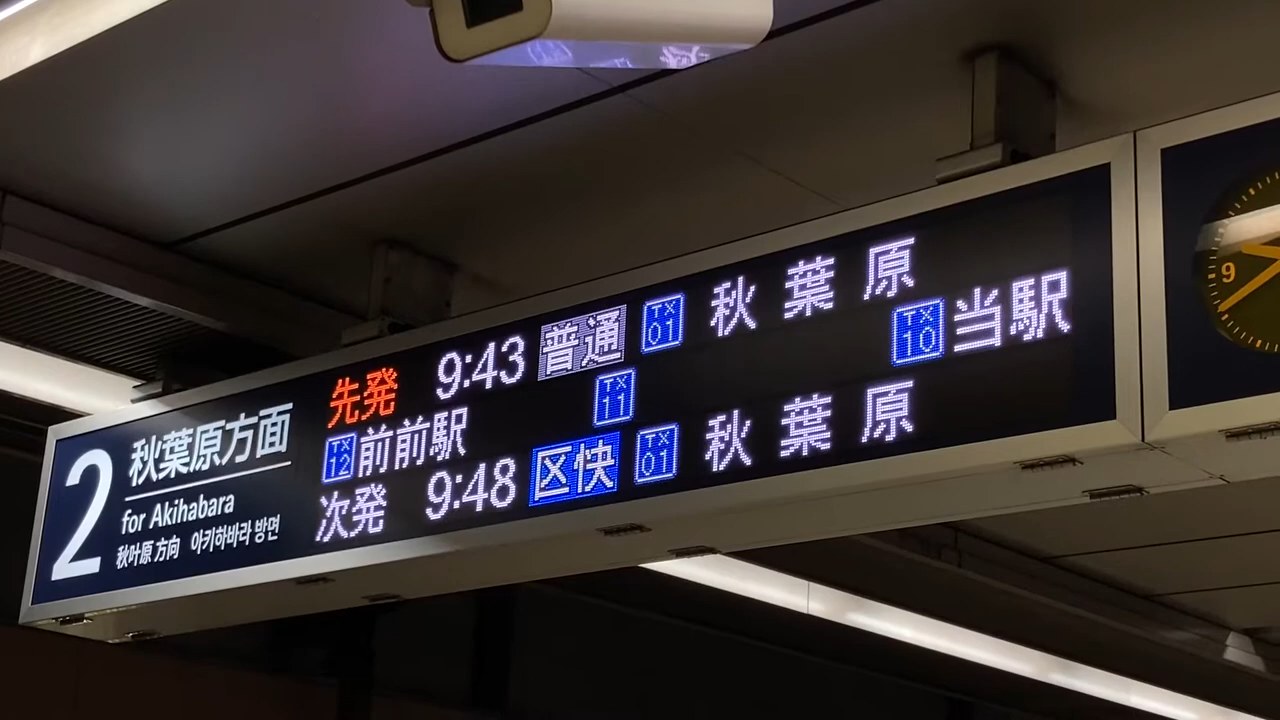 2
秋葉原方面
for Akihabara
秋叶原方向 아키하바라 방면
先発 9:43 普通 TX 01 秋葉原
TX 12 前前駅 TX 11 TX 10 当駅
次発 9:48 区快 TX 01 秋葉原
9